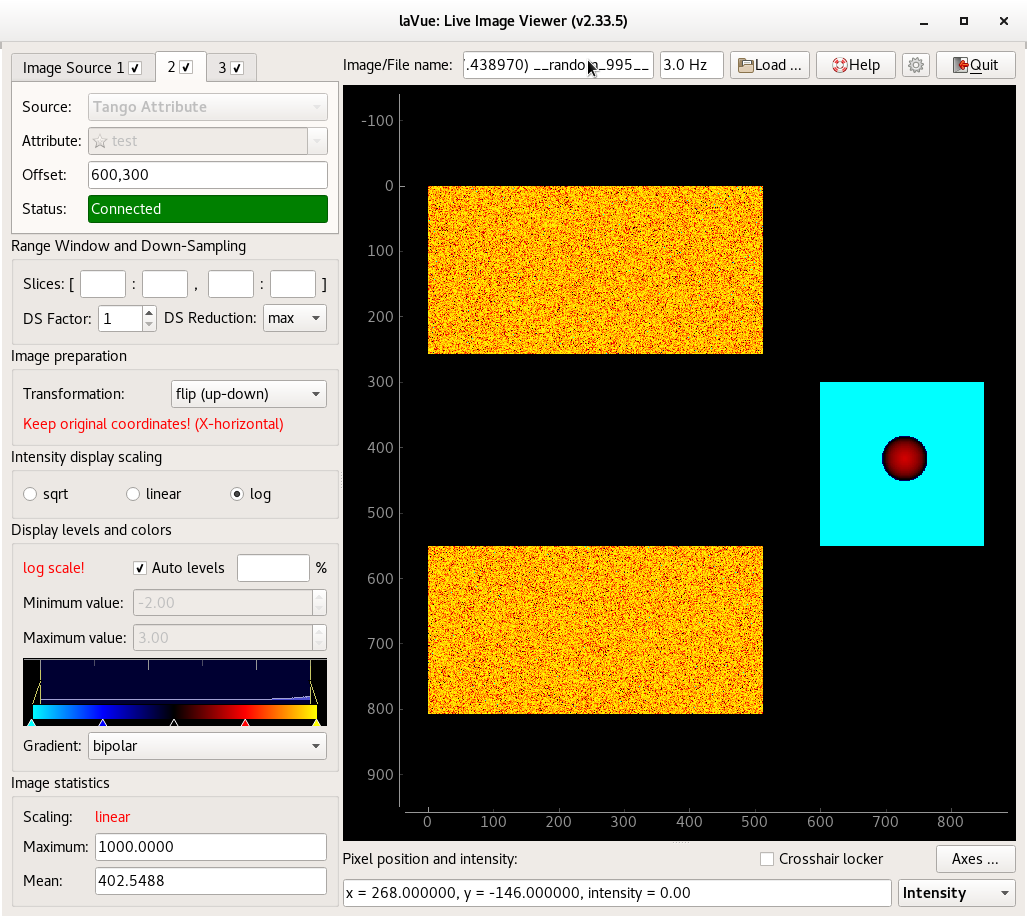 laVue: Live Image Viewer (v2.33.5)
Image Source 1 2 3
Image/File name: .438970) __rando _995__ 3.0 Hz Load ... Help Quit
Source: Tango Attribute
Attribute: test
Offset: 600,300
Status: Connected
Range Window and Down-Sampling
Slices: [ : , : ]
DS Factor: 1 DS Reduction: max
Image preparation
Transformation: flip (up-down)
Keep original coordinates! (X-horizontal)
Intensity display scaling
sqrt linear log
Display levels and colors
log scale! Auto levels %
Minimum value: -2.00
Maximum value: 3.00
Gradient: bipolar
Image statistics
Scaling: linear
Maximum: 1000.0000
Mean: 402.5488
-100
0
100
200
300
400
500
600
700
800
900
0 100 200 300 400 500 600 700 800
Pixel position and intensity: Crosshair locker Axes ...
x = 268.000000, y = -146.000000, intensity = 0.00 Intensity